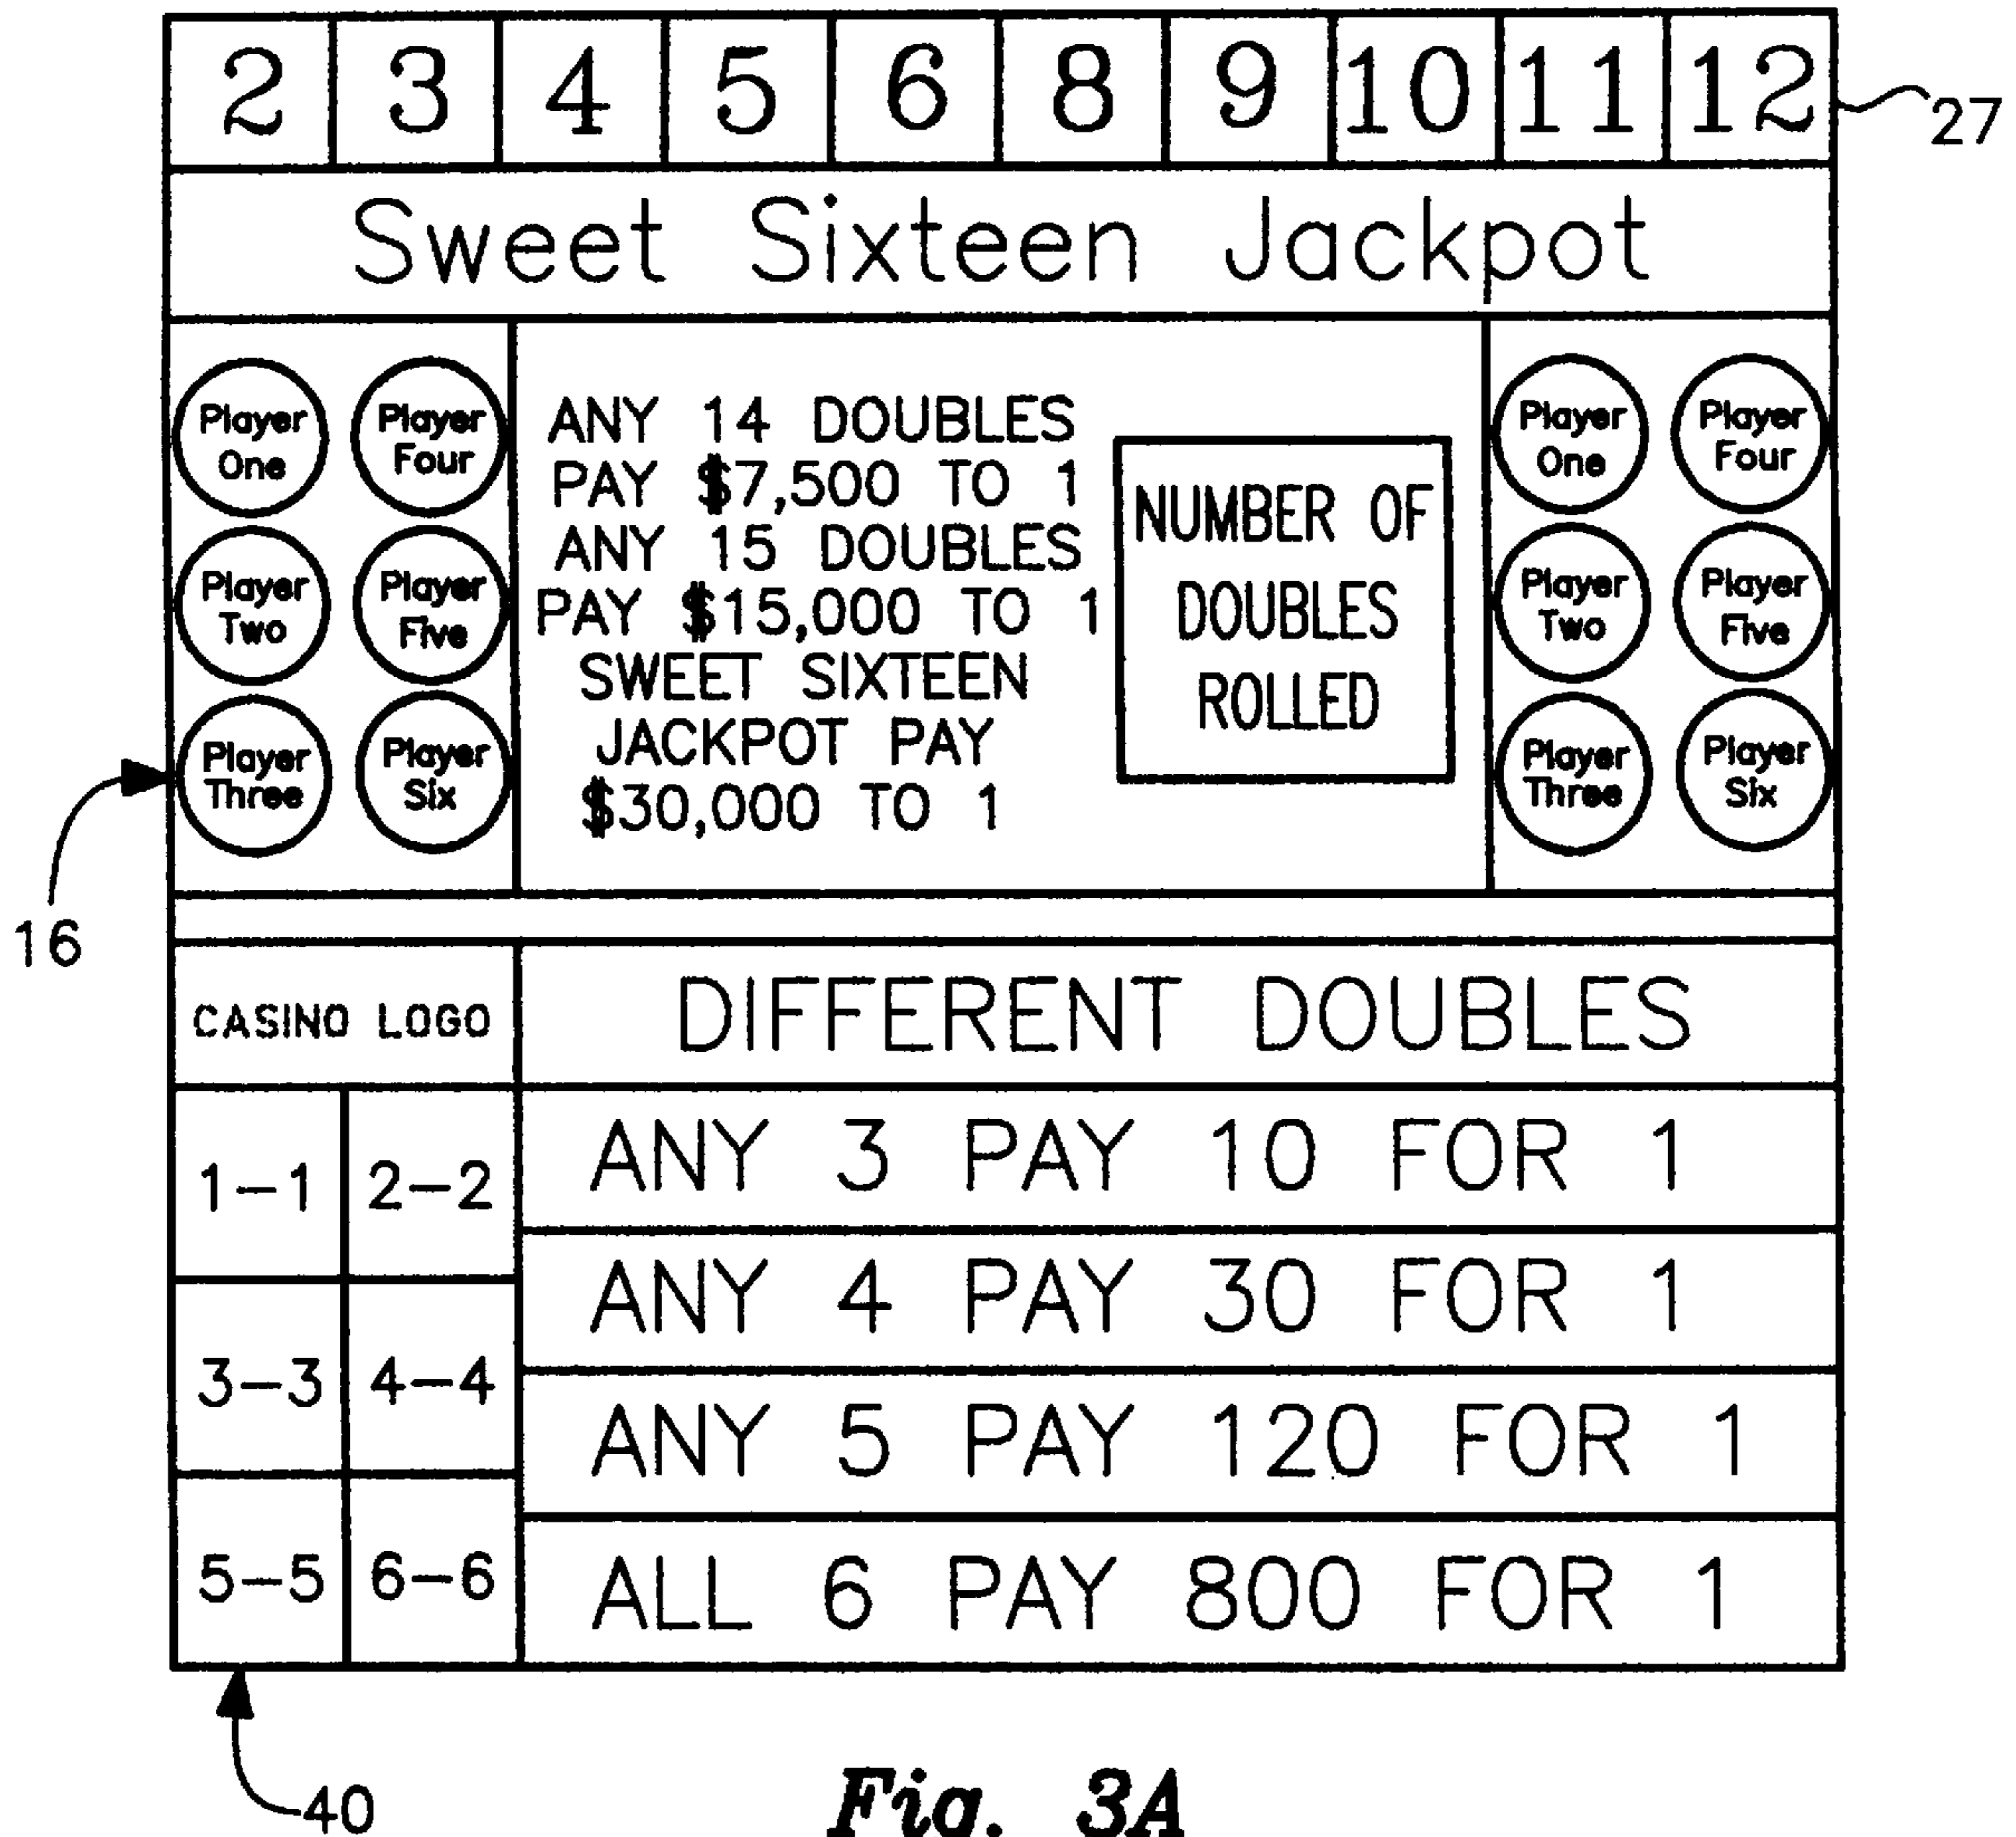 2 3 4 5 6 8 9 10 11 12
27
Sweet Sixteen Jackpot
Player One
Player Four
Player Two
Player Five
Player Three
Player Six
16
ANY 14 DOUBLES
PAY $7,500 TO 1
ANY 15 DOUBLES
PAY $15,000 TO 1
SWEET SIXTEEN
JACKPOT PAY
$30,000 TO 1
NUMBER OF
DOUBLES
ROLLED
Player One
Player Four
Player Two
Player Five
Player Three
Player Six
CASINO LOGO
DIFFERENT DOUBLES
1-1 2-2
3-3 4-4
5-5 6-6
ANY 3 PAY 10 FOR 1
ANY 4 PAY 30 FOR 1
ANY 5 PAY 120 FOR 1
ALL 6 PAY 800 FOR 1
40
Fig. 3A